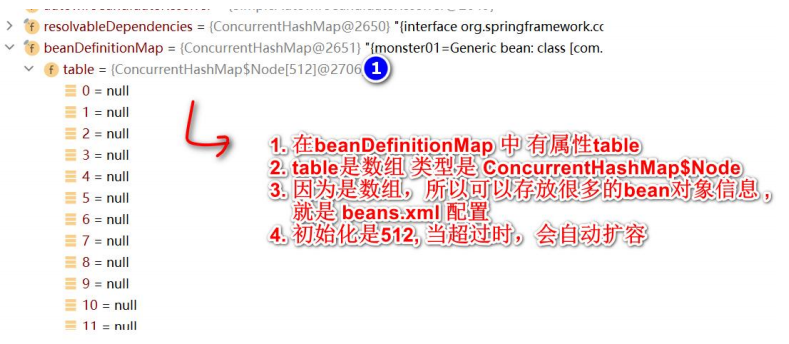 resolvableDependencies = {ConcurrentHashMap@2650} "{interface org.springframework.cc
beanDefinitionMap = {ConcurrentHashMap@2651} "{monster01=Generic bean: class [com.
table = {ConcurrentHashMap$Node[512]@2706 1
0 = null
1 = null
2 = null
3 = null
4 = null
5 = null
6 = null
7 = null
8 = null
9 = null
10 = null
11 = null
1. 在beanDefinitionMap 中 有属性table
2. table是数组 类型是 ConcurrentHashMap$Node
3. 因为是数组，所以可以存放很多的bean对象信息，
就是 beans.xml 配置
4. 初始化是512, 当超过时，会自动扩容